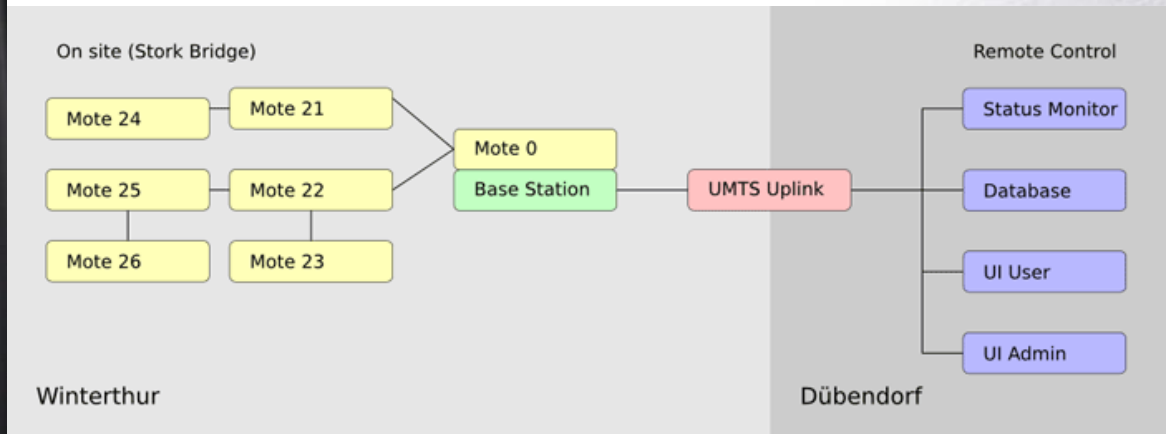 On site (Stork Bridge)
Remote Control
Mote 24
Mote 21
Mote 0
Status Monitor
Mote 25
Mote 22
Base Station
UMTS Uplink
Database
Mote 26
Mote 23
UI User
UI Admin
Winterthur
Dübendorf